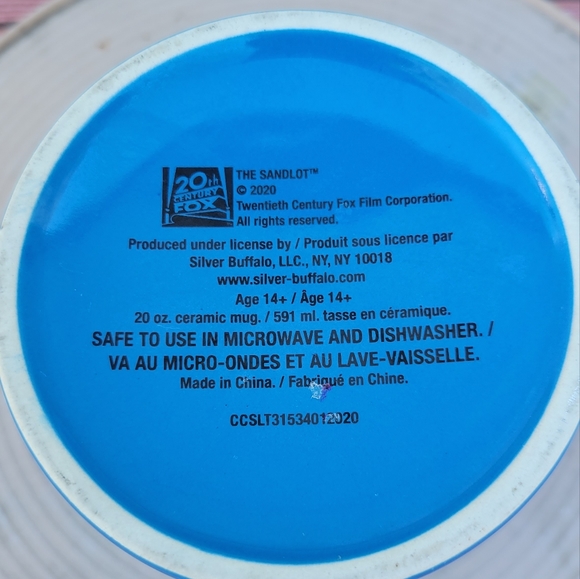 20th
CENTURY
FOX
THE SANDLOT™
© 2020
Twentieth Century Fox Film Corporation.
All rights reserved.
Produced under license by / Produit sous licence par
Silver Buffalo, LLC., NY, NY 10018
www.silver-buffalo.com
Age 14+ / Âge 14+
20 oz. ceramic mug. / 591 ml. tasse en céramique.
SAFE TO USE IN MICROWAVE AND DISHWASHER. /
VA AU MICRO-ONDES ET AU LAVE-VAISSELLE.
Made in China. / Fabriqué en Chine.
CCSLT31534012020